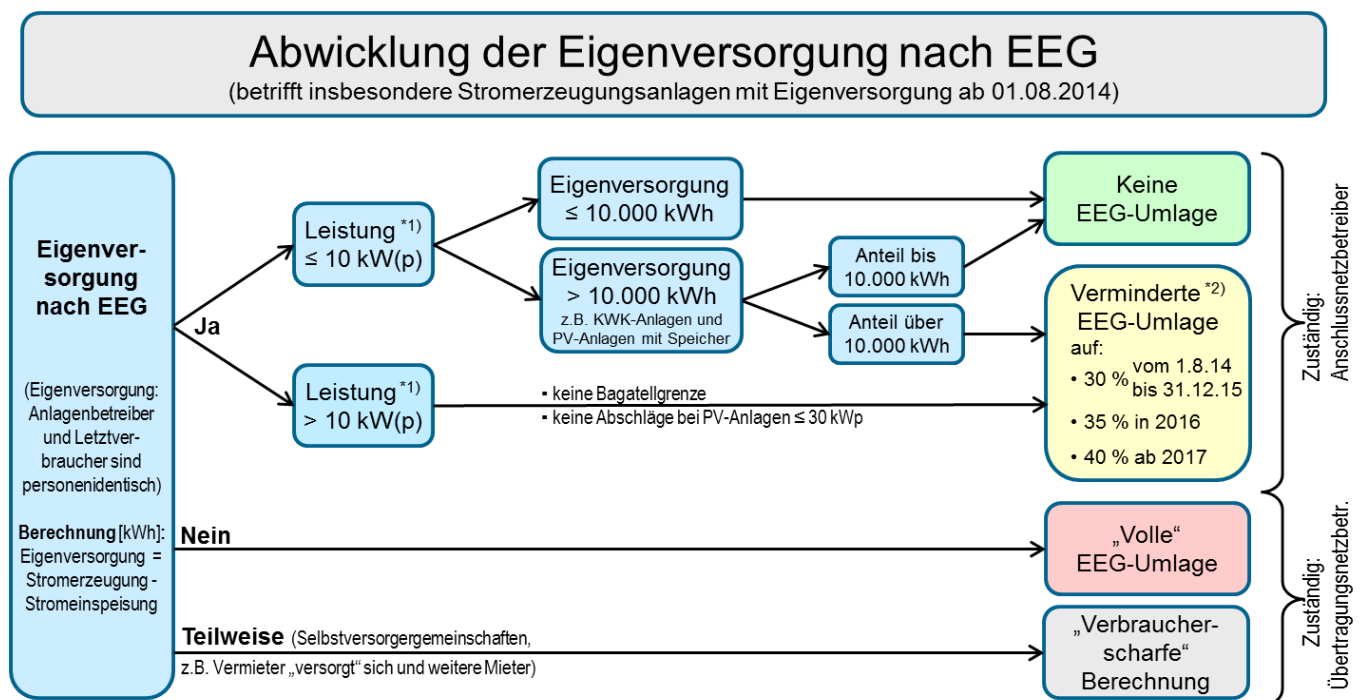 Abwicklung der Eigenversorgung nach EEG
(betrifft insbesondere Stromerzeugungsanlagen mit Eigenversorgung ab 01.08.2014)
Eigenver-
sorgung
nach EEG
(Eigenversorgung:
Anlagenbetreiber
und Letztver-
braucher sind
personenidentisch)
Berechnung [kWh]:
Eigenversorgung =
Stromerzeugung -
Stromeinspeisung
Ja
Leistung *1)
≤ 10 kW(p)
Eigenversorgung
≤ 10.000 kWh
Eigenversorgung
> 10.000 kWh
z.B. KWK-Anlagen und
PV-Anlagen mit Speicher
Anteil bis
10.000 kWh
Anteil über
10.000 kWh
Keine
EEG-Umlage
Leistung *1)
> 10 kW(p)
▪ keine Bagatellgrenze
▪ keine Abschläge bei PV-Anlagen ≤ 30 kWp
Verminderte *2)
EEG-Umlage
auf:
• 30 % vom 1.8.14
bis 31.12.15
• 35 % in 2016
• 40 % ab 2017
Zuständig:
Anschlussnetzbetreiber
Nein
„Volle“
EEG-Umlage
Teilweise (Selbstversorgergemeinschaften,
z.B. Vermieter „versorgt“ sich und weitere Mieter)
„Verbraucher-
scharfe“
Berechnung
Zuständig:
Übertragungsnetzbetr.